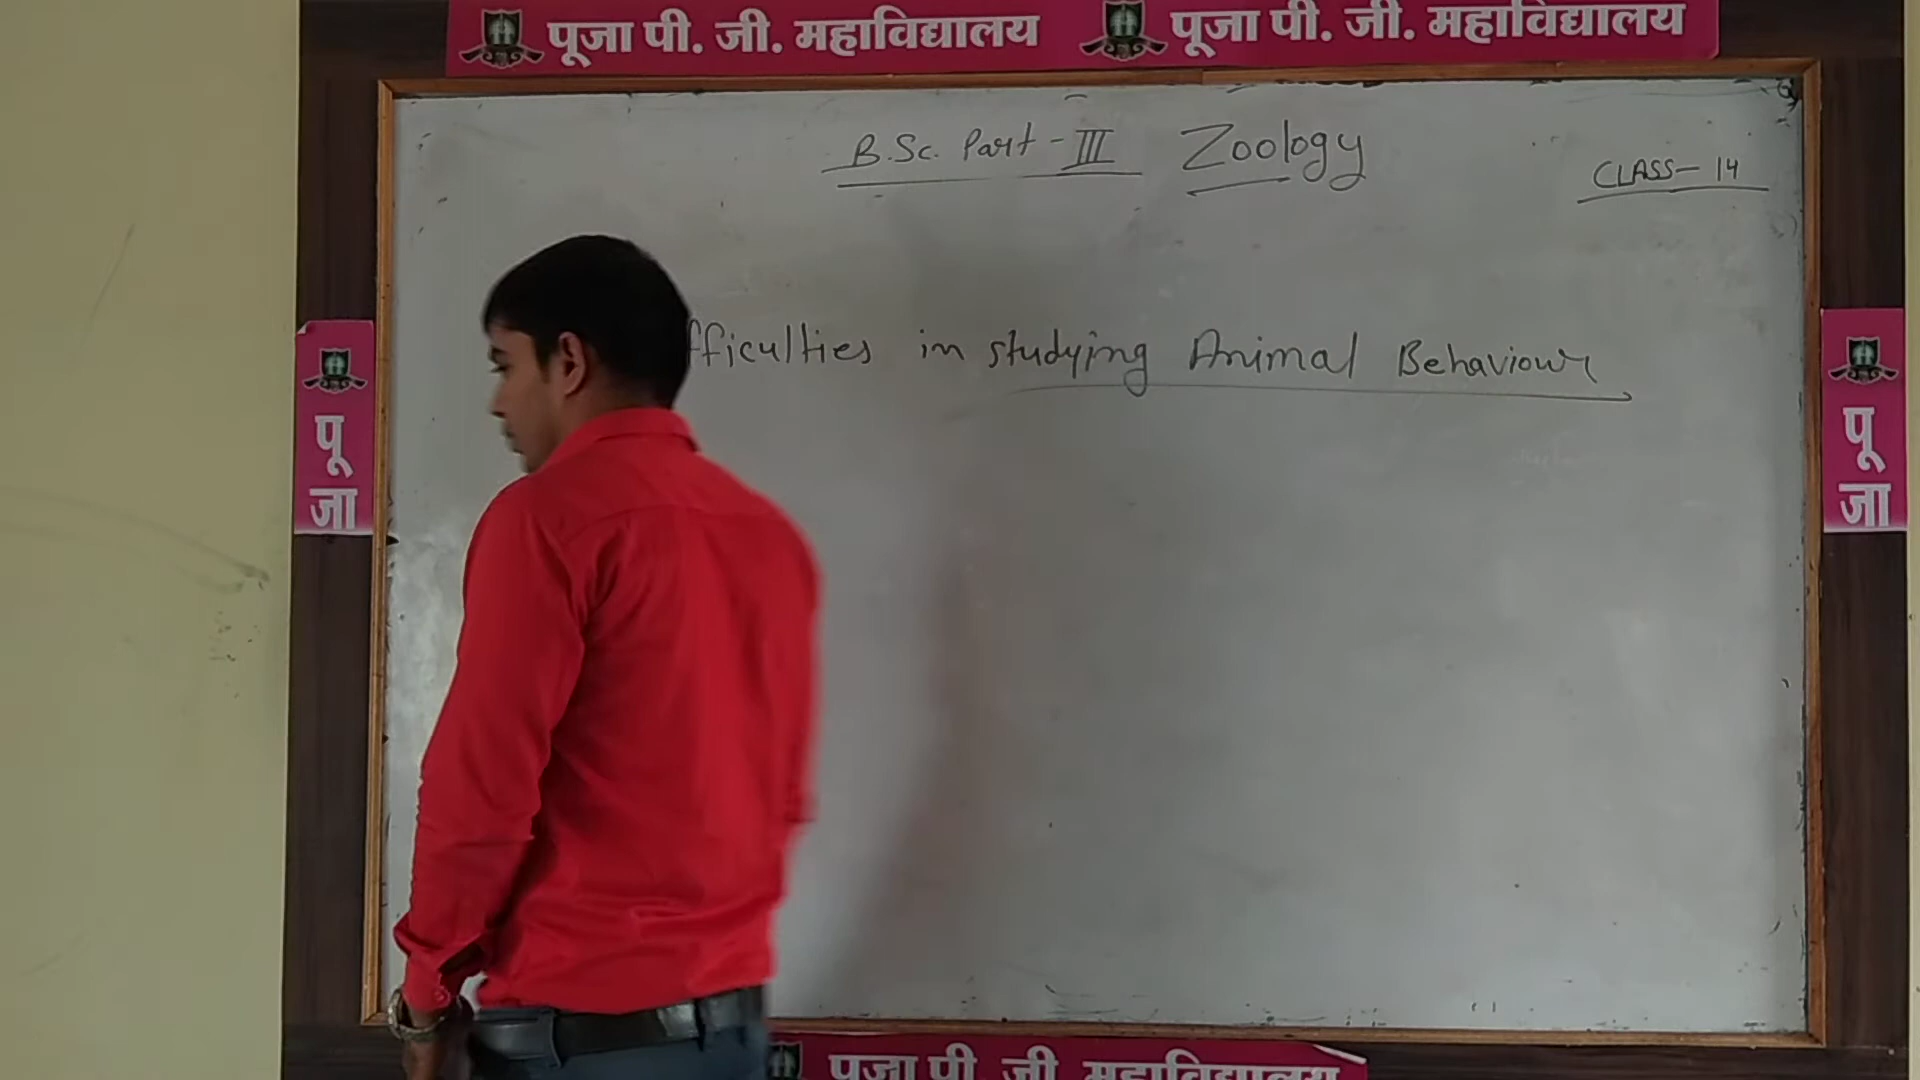 पूजा पी. जी. महाविद्यालय पूजा पी. जी. महाविद्यालय
B.Sc. Part - III Zoology
CLASS - 14
fficulties in studying Animal Behaviour
पूजा
पूजा
पूजा पी. जी. महाविद्यालय